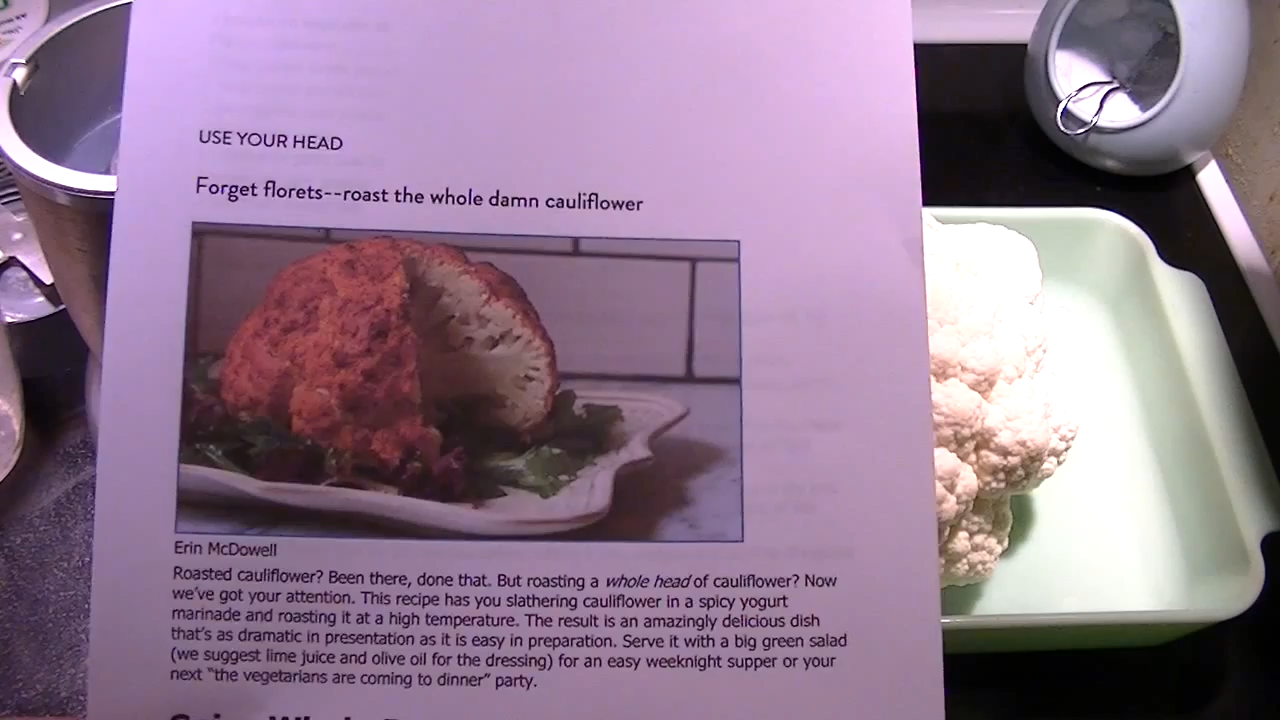 USE YOUR HEAD
Forget florets--roast the whole damn cauliflower
Erin McDowell
Roasted cauliflower? Been there, done that. But roasting a whole head of cauliflower? Now
we've got your attention. This recipe has you slathering cauliflower in a spicy yogurt
marinade and roasting it at a high temperature. The result is an amazingly delicious dish
that's as dramatic in presentation as it is easy in preparation. Serve it with a big green salad
(we suggest lime juice and olive oil for the dressing) for an easy weeknight supper or your
next "the vegetarians are coming to dinner" party.